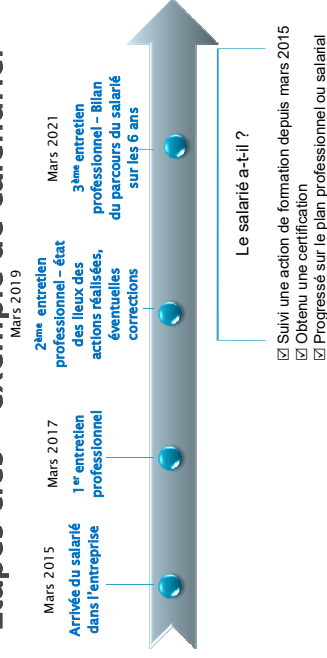 Étapes clés - exemple de calendrier
Mars 2015
Arrivée du salarié
dans l'entreprise
Mars 2017
1er entretien
professionnel
Mars 2019
2ème entretien
professionnel – état
des lieux des
actions réalisées,
éventuelles
corrections
Mars 2021
3ème entretien
professionnel – Bilan
du parcours du salarié
sur les 6 ans
Le salarié a-t-il ?
☑ Suivi une action de formation depuis mars 2015
☑ Obtenu une certification
☑ Progressé sur le plan professionnel ou salarial